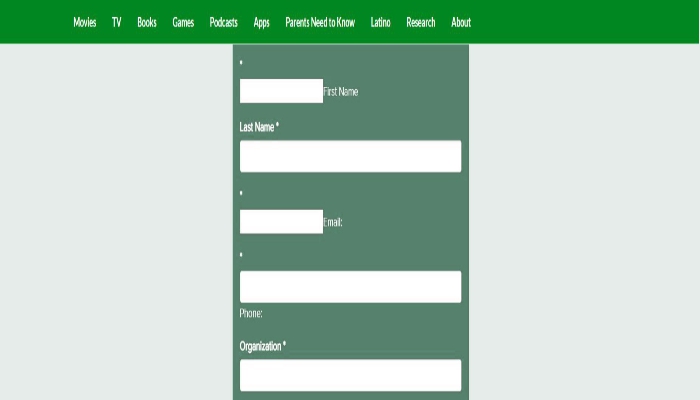 Movies TV Books Games Podcasts Apps Parents Need to Know Latino Research About
*
First Name
Last Name *
*
Email:
*
Phone:
Organization *